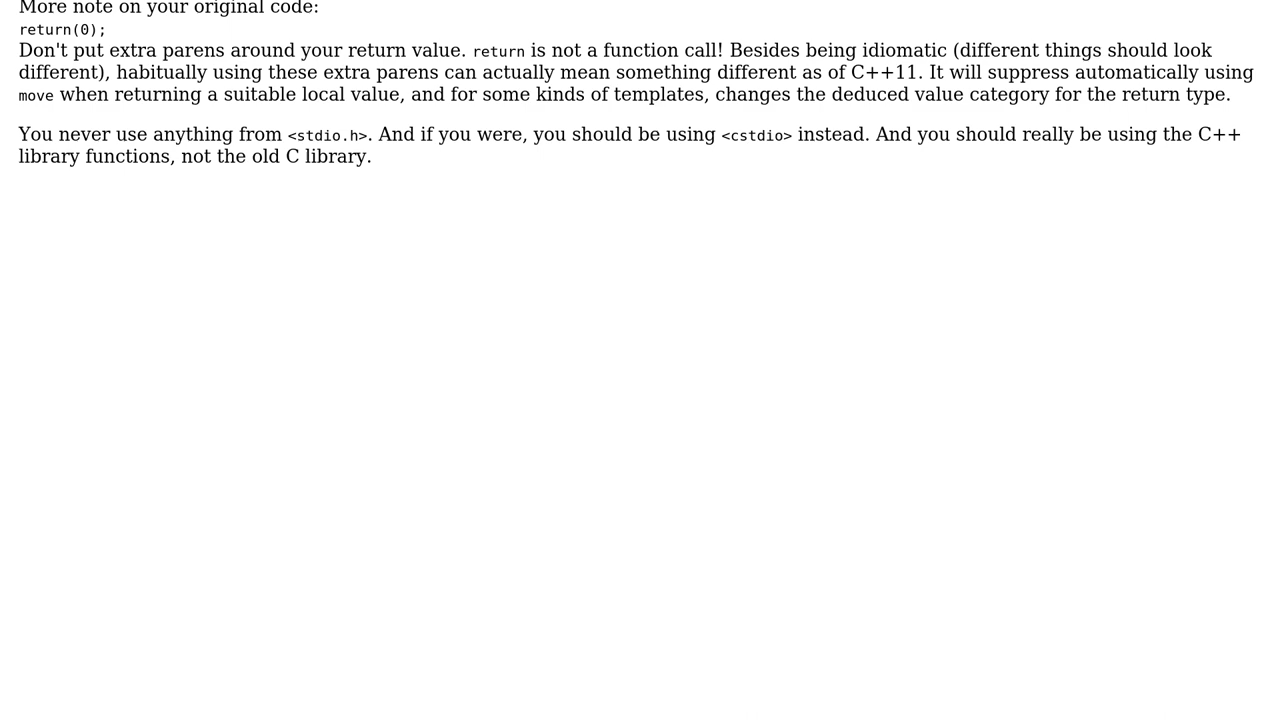 More note on your original code:
return(0);
Don't put extra parens around your return value. return is not a function call! Besides being idiomatic (different things should look
different), habitually using these extra parens can actually mean something different as of C++11. It will suppress automatically using
move when returning a suitable local value, and for some kinds of templates, changes the deduced value category for the return type.
You never use anything from <stdio.h>. And if you were, you should be using <cstdio> instead. And you should really be using the C++
library functions, not the old C library.